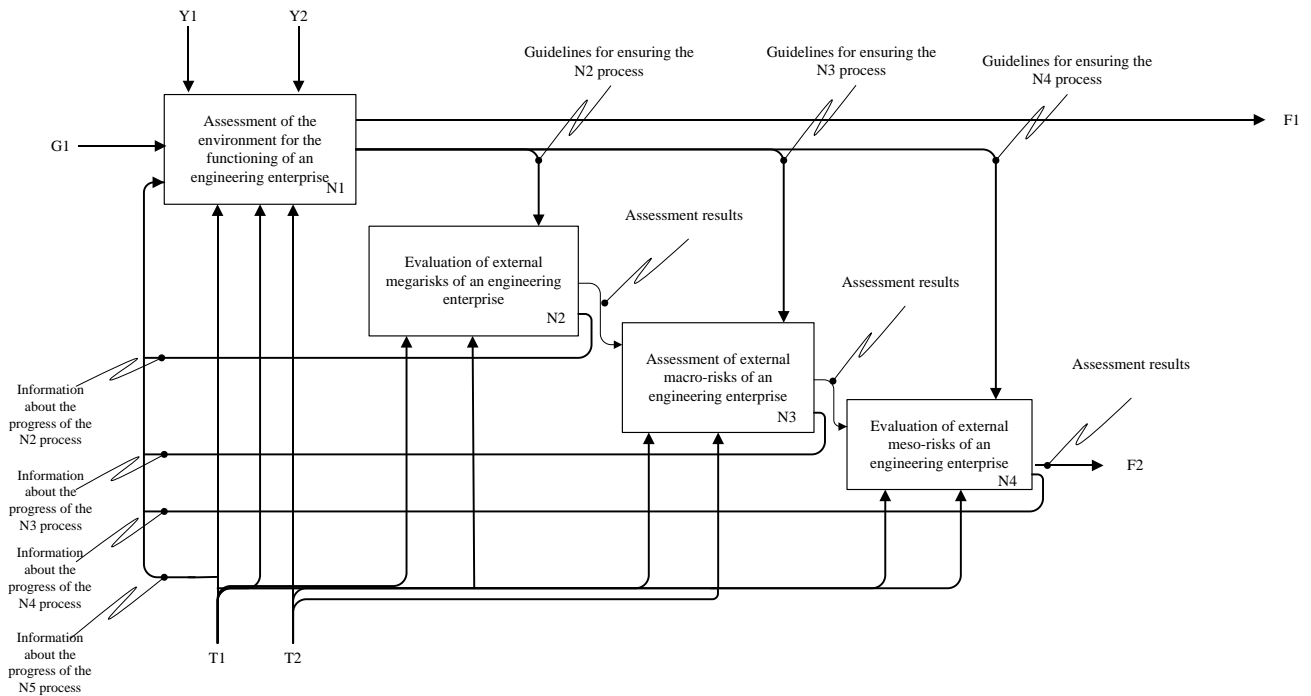 Y1
Y2
Guidelines for ensuring the
N2 process
Guidelines for ensuring the
N3 process
Guidelines for ensuring the
N4 process
Assessment of the
environment for the
functioning of an
engineering enterprise
N1
G1
F1
Evaluation of external
megarisks of an engineering
enterprise
N2
Assessment results
Assessment of external
macro-risks of an
engineering enterprise
N3
Assessment results
Evaluation of external
meso-risks of an
engineering enterprise
N4
Assessment results
F2
Information
about the
progress of the
N2 process
Information
about the
progress of the
N3 process
Information
about the
progress of the
N4 process
Information
about the
progress of the
N5 process
T1
T2